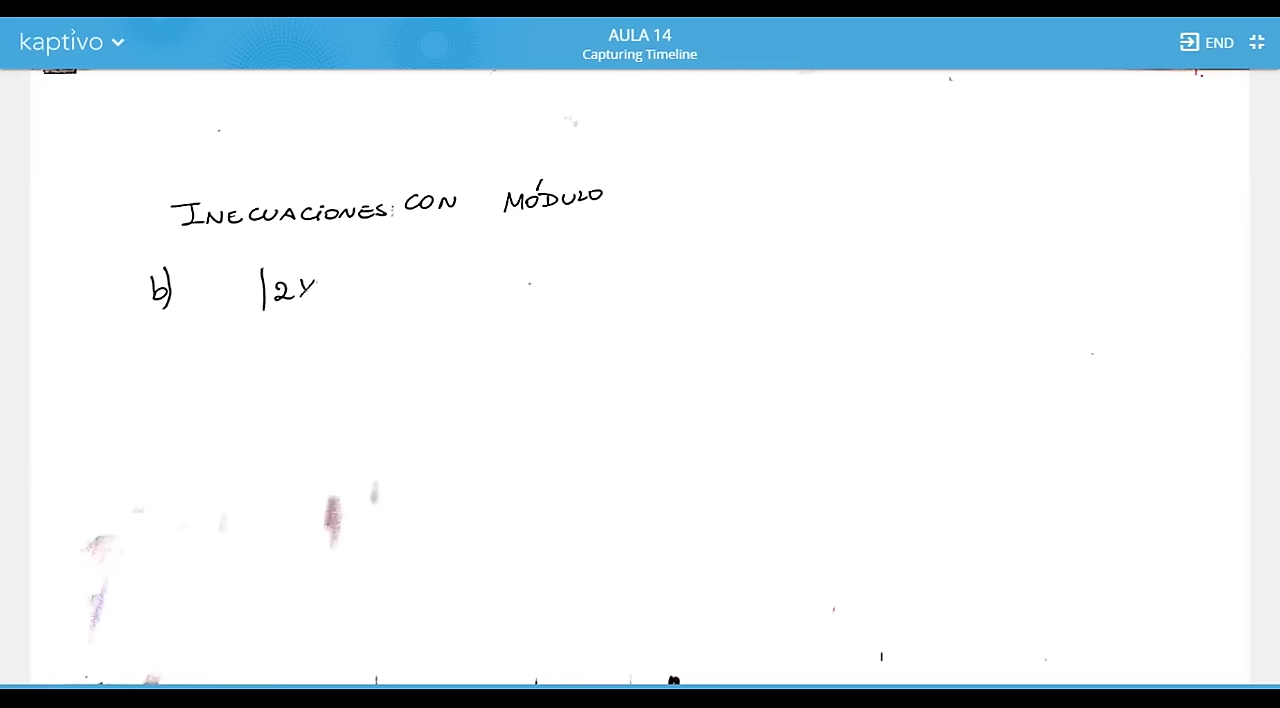 kaptivo
AULA 14
Capturing Timeline
END
INECUACIONES CON MÓDULO
b) |2x